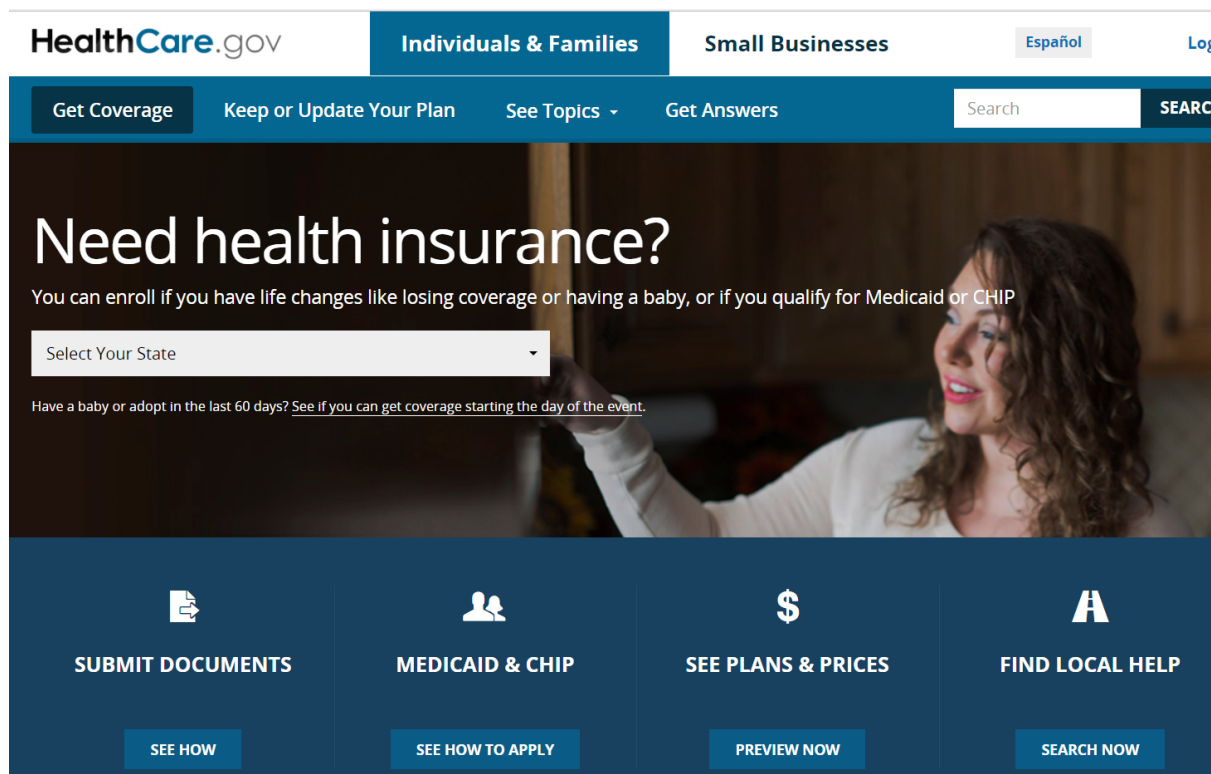 HealthCare.gov
Individuals & Families
Small Businesses
Español
Get Coverage
Keep or Update Your Plan
See Topics
Get Answers
Search
Need health insurance?
You can enroll if you have life changes like losing coverage or having a baby, or if you qualify for Medicaid or CHIP
Select Your State
Have a baby or adopt in the last 60 days? See if you can get coverage starting the day of the event.
SUBMIT DOCUMENTS
MEDICAID & CHIP
SEE PLANS & PRICES
FIND LOCAL HELP
SEE HOW
SEE HOW TO APPLY
PREVIEW NOW
SEARCH NOW